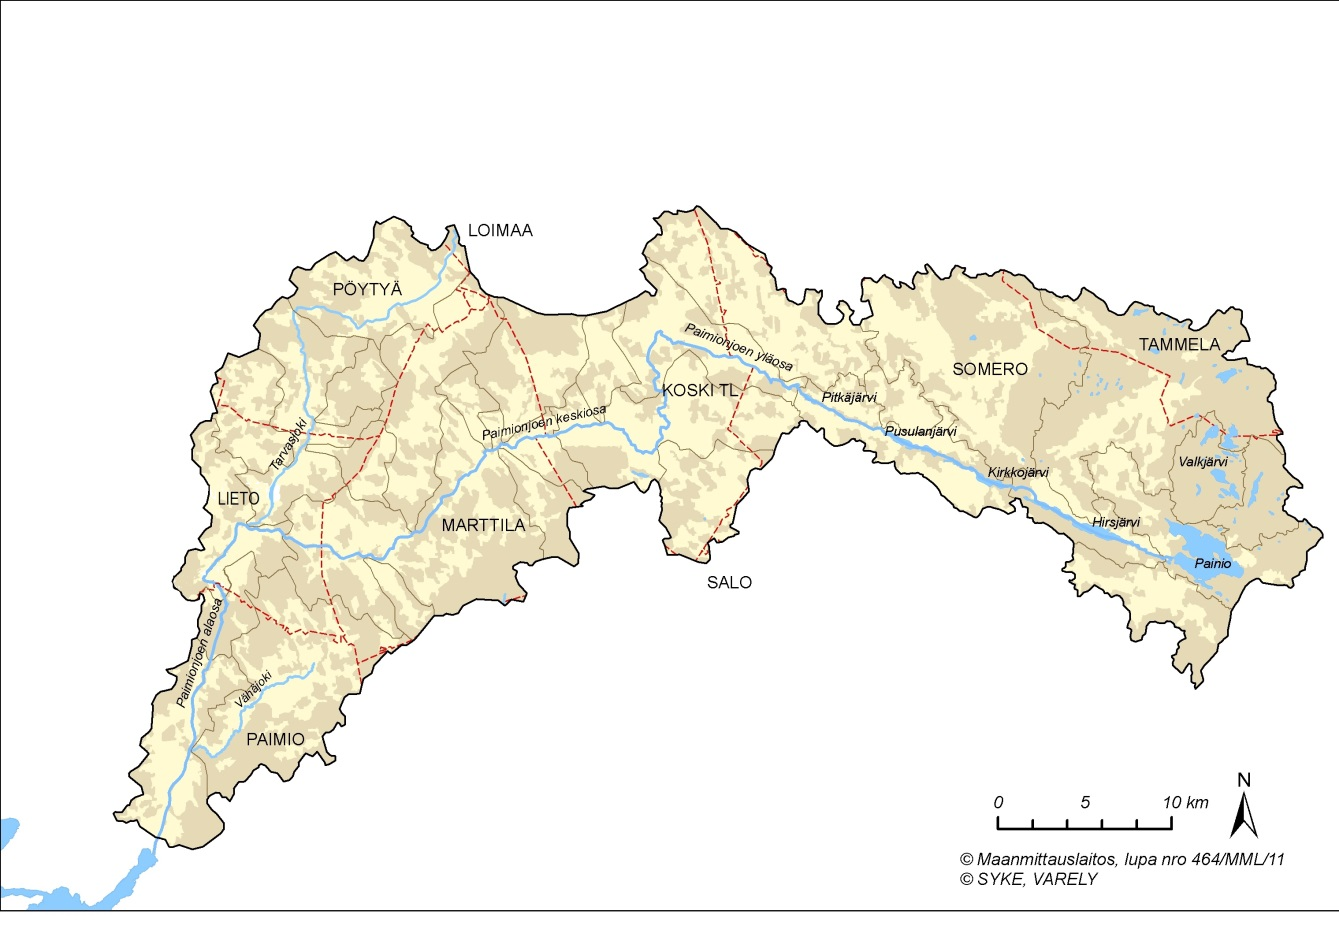 LOIMAA
PÖYTYÄ
Paimionjoen yläosa
TAMMELA
SOMERO
KOSKI TL
Pitkäjärvi
Paimionjoen keskiosa
Pusulanjärvi
Tarvasjoki
Valkjärvi
Kirkkojärvi
LIETO
MARTTILA
Hirsjärvi
Painio
SALO
Paimionjoen alaosa
Vähäjoki
PAIMIO
N
0 5 10 km
© Maanmittauslaitos, lupa nro 464/MML/11
© SYKE, VARELY